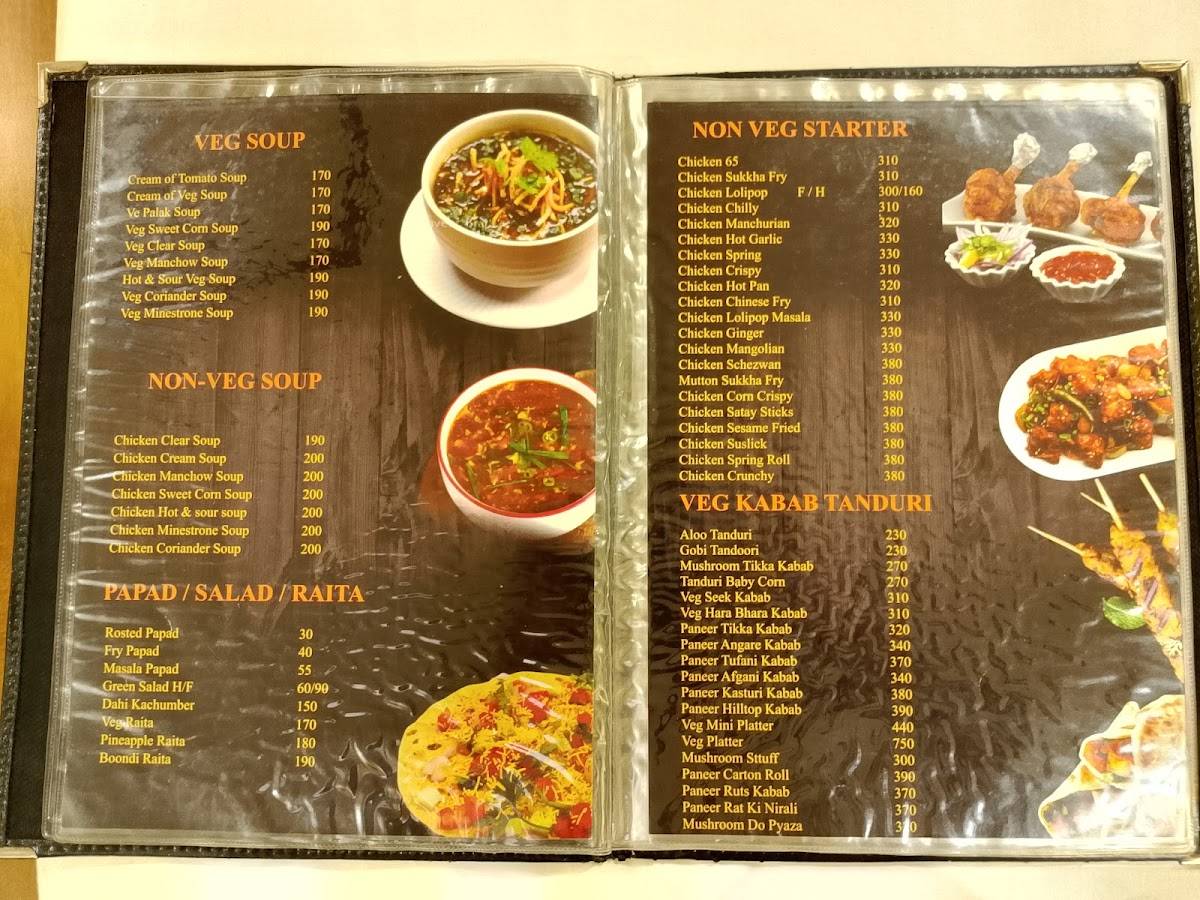 VEG SOUP
Cream of Tomato Soup 170
Cream of Veg Soup 170
Ve Palak Soup 170
Veg Sweet Corn Soup 190
Veg Clear Soup 170
Veg Manchow Soup 170
Hot & Sour Veg Soup 190
Veg Coriander Soup 190
Veg Minestrone Soup 190
NON-VEG SOUP
Chicken Clear Soup 190
Chicken Cream Soup 200
Chicken Manchow Soup 200
Chicken Sweet Corn Soup 200
Chicken Hot & sour soup 200
Chicken Minestrone Soup 200
Chicken Coriander Soup 200
PAPAD / SALAD / RAITA
Rosted Papad 30
Fry Papad 40
Masala Papad 55
Green Salad H/F 60/90
Dahi Kachumber 150
Veg Raita 170
Pineapple Raita 180
Boondi Raita 190
NON VEG STARTER
Chicken 65 310
Chicken Sukkha Fry 310
Chicken Lolipop F / H 300/160
Chicken Chilly 310
Chicken Manchurian 320
Chicken Hot Garlic 330
Chicken Spring 330
Chicken Crispy 310
Chicken Hot Pan 320
Chicken Chinese Fry 310
Chicken Lolipop Masala 330
Chicken Ginger 330
Chicken Mangolian 330
Chicken Schezwan 380
Mutton Sukkha Fry 380
Chicken Corn Crispy 380
Chicken Satay Sticks 380
Chicken Sesame Fried 380
Chicken Suslick 380
Chicken Spring Roll 380
Chicken Crunchy 380
VEG KABAB TANDURI
Aloo Tanduri 230
Gobi Tandoori 230
Mushroom Tikka Kabab 270
Tanduri Baby Corn 270
Veg Seek Kabab 310
Veg Hara Bhara Kabab 310
Paneer Tikka Kabab 320
Paneer Angare Kabab 340
Paneer Tufani Kabab 370
Paneer Afgani Kabab 340
Paneer Kasturi Kabab 380
Paneer Hilltop Kabab 390
Veg Mini Platter 440
Veg Platter 750
Mushroom Sttuff 300
Paneer Carton Roll 390
Paneer Ruts Kabab 370
Paneer Rat Ki Nirali 370
Mushroom Do Pyaza